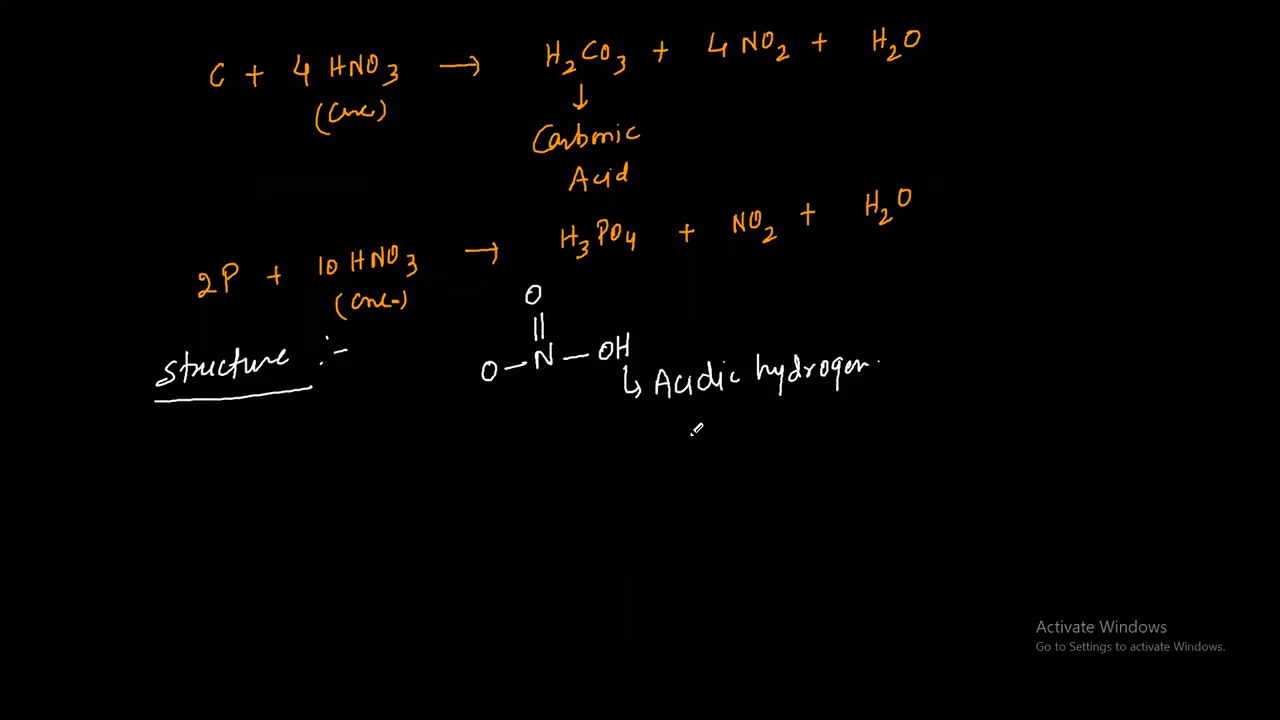 C + 4 HNO3 → H2CO3 + 4 NO2 + H2O
(Conc)
↓
Carbonic
Acid
2P + 10 HNO3 → H3PO4 + NO2 + H2O
(Conc)
Structure :-
O
||
O - N - OH
↳ Acidic hydrogen.
Activate Windows
Go to Settings to activate Windows.